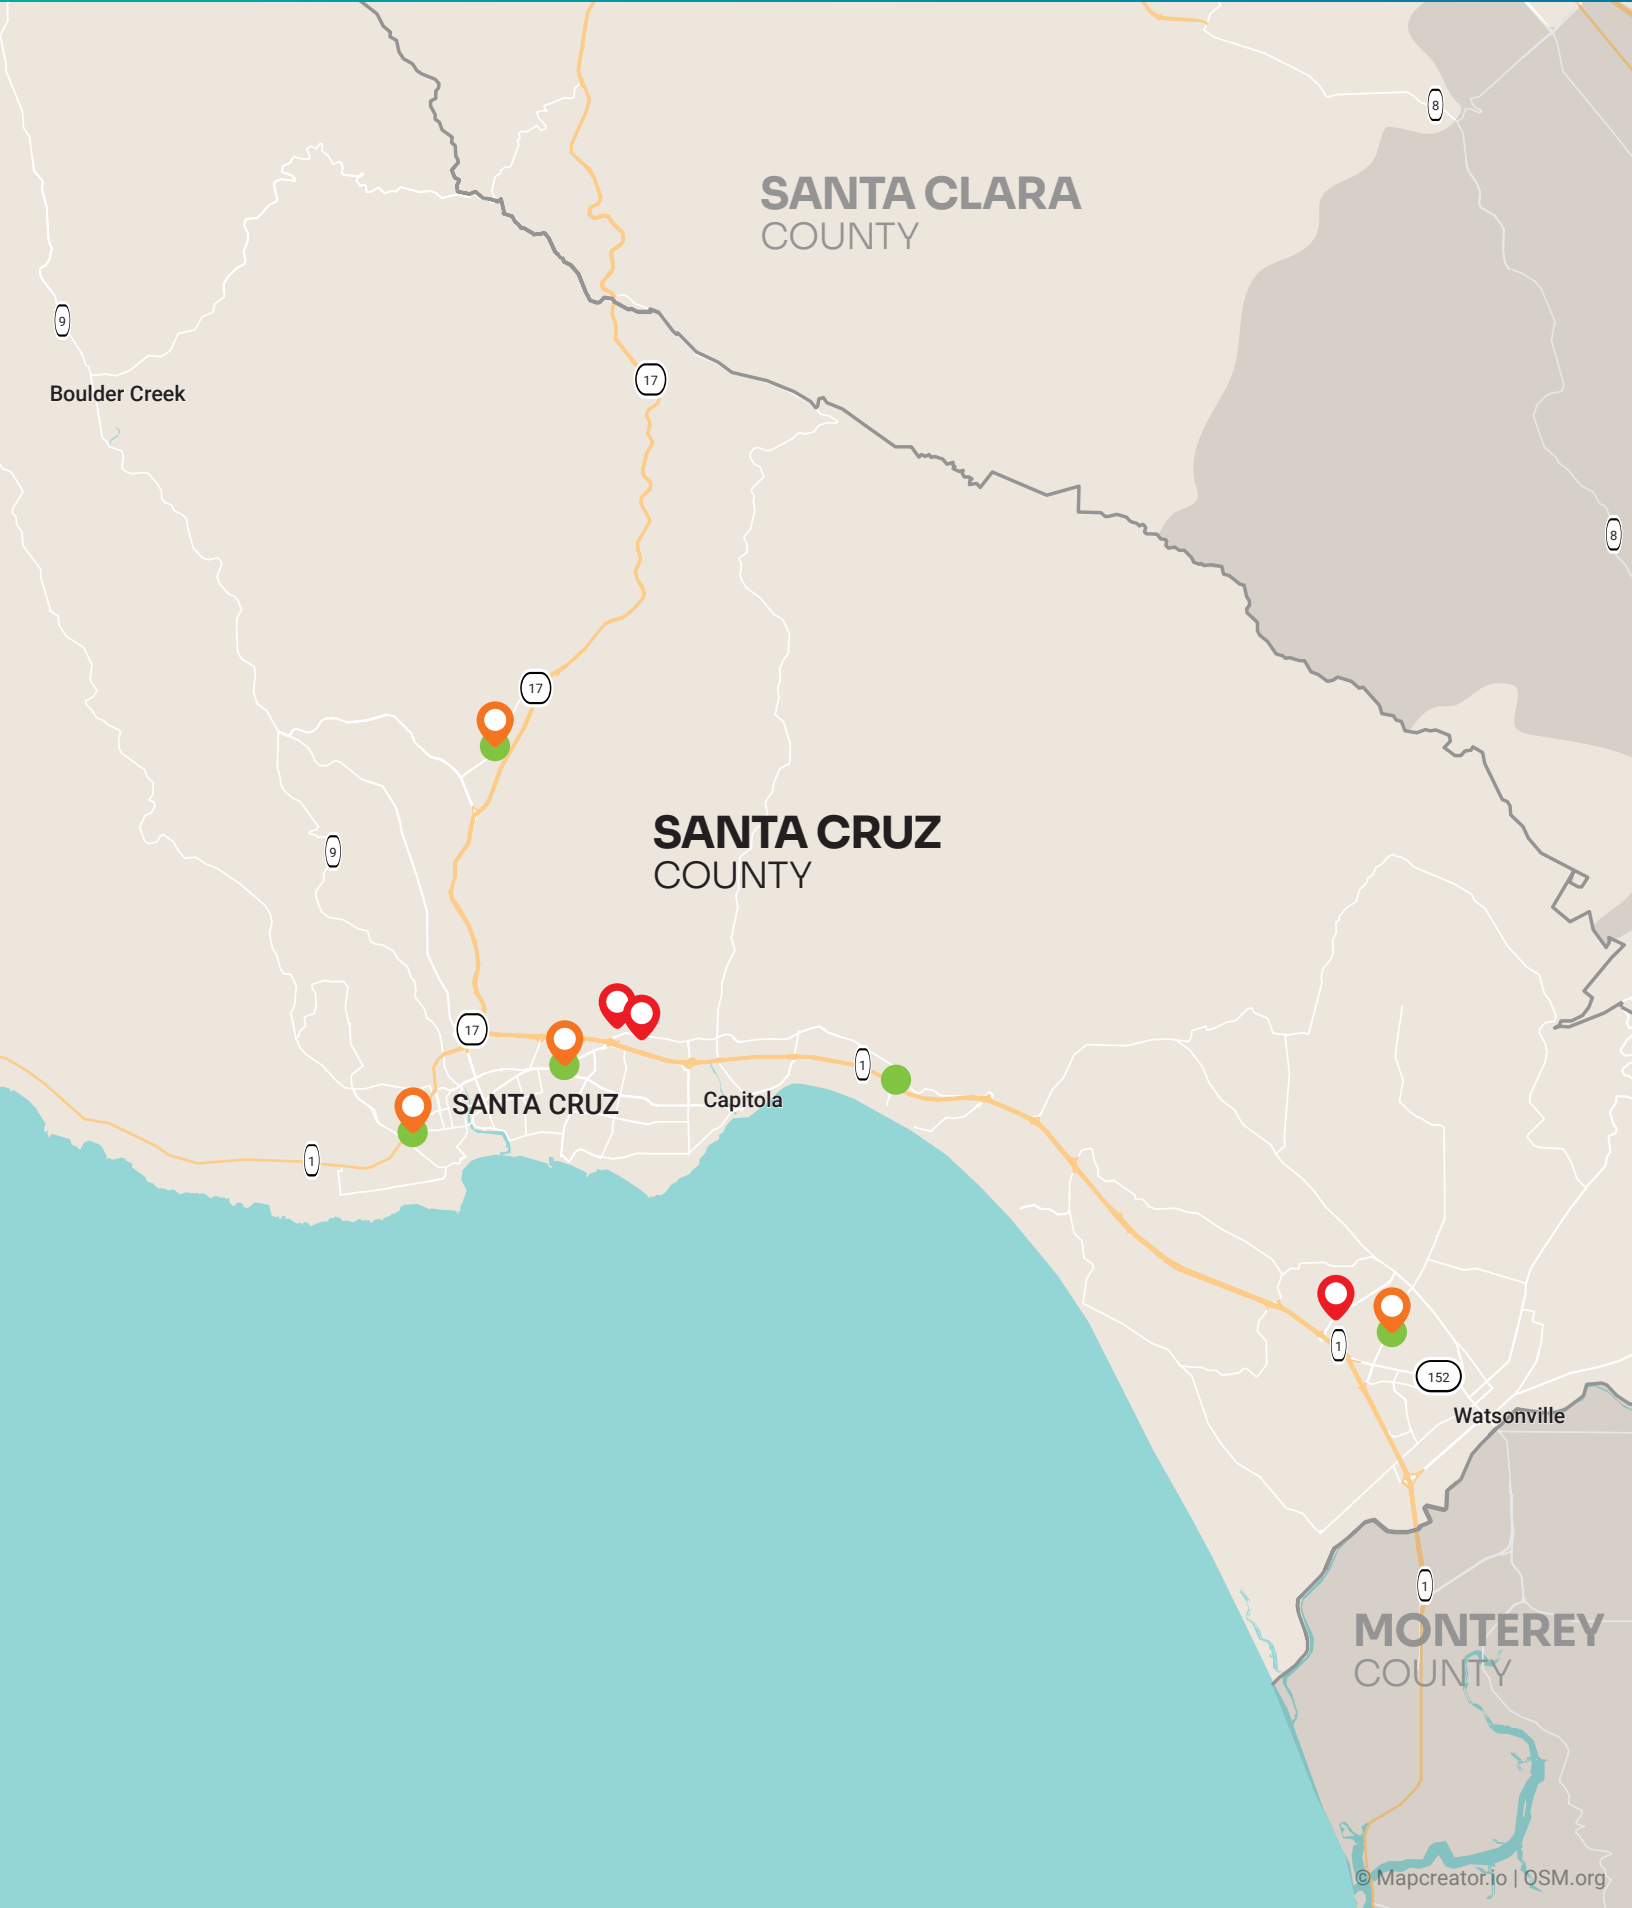 8
SANTA CLARA
COUNTY
9
17
Boulder Creek
8
17
SANTA CRUZ
COUNTY
9
17
1
Capitola
SANTA CRUZ
1
1
152
Watsonville
1
MONTEREY
COUNTY
© Mapcreator.io | OSM.org